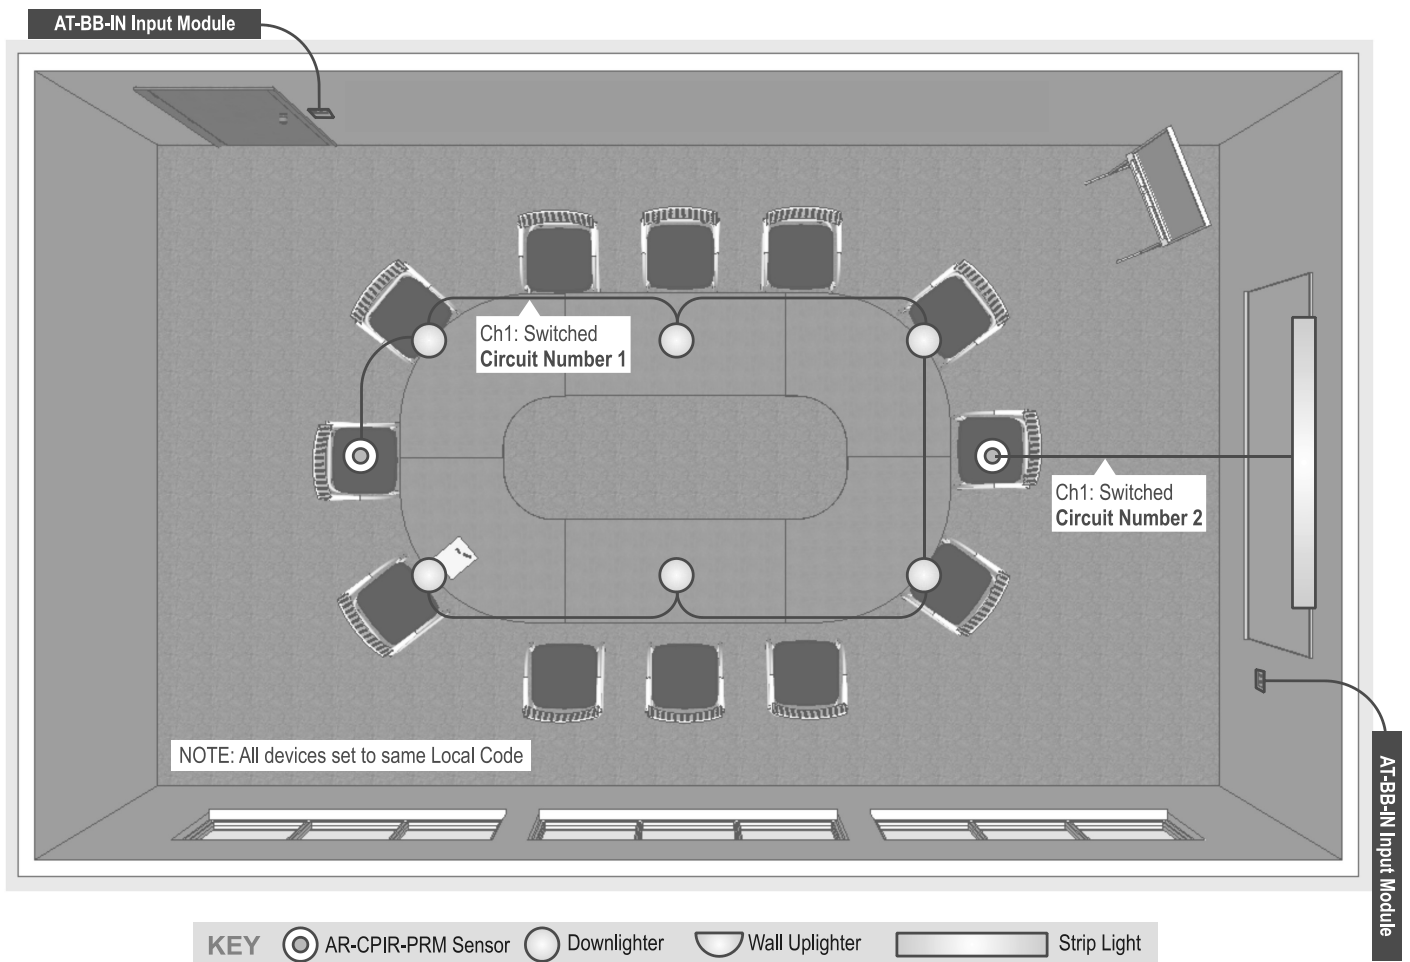 AT-BB-IN Input Module
Ch1: Switched
Circuit Number 1
Ch1: Switched
Circuit Number 2
NOTE: All devices set to same Local Code
AT-BB-IN Input Module
KEY
AR-CPIR-PRM Sensor
Downlighter
Wall Uplighter
Strip Light